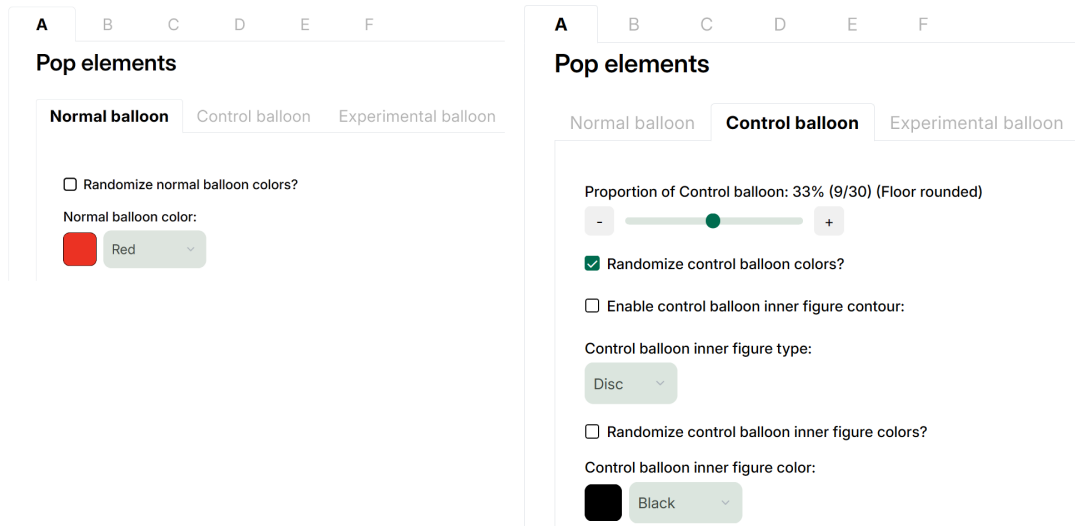 A B C D E F
Pop elements
Normal balloon Control balloon Experimental balloon
Randomize normal balloon colors?
Normal balloon color:
Red
A B C D E F
Pop elements
Normal balloon Control balloon Experimental balloon
Proportion of Control balloon: 33% (9/30) (Floor rounded)
- +
Randomize control balloon colors?
Enable control balloon inner figure contour:
Control balloon inner figure type:
Disc
Randomize control balloon inner figure colors?
Control balloon inner figure color:
Black